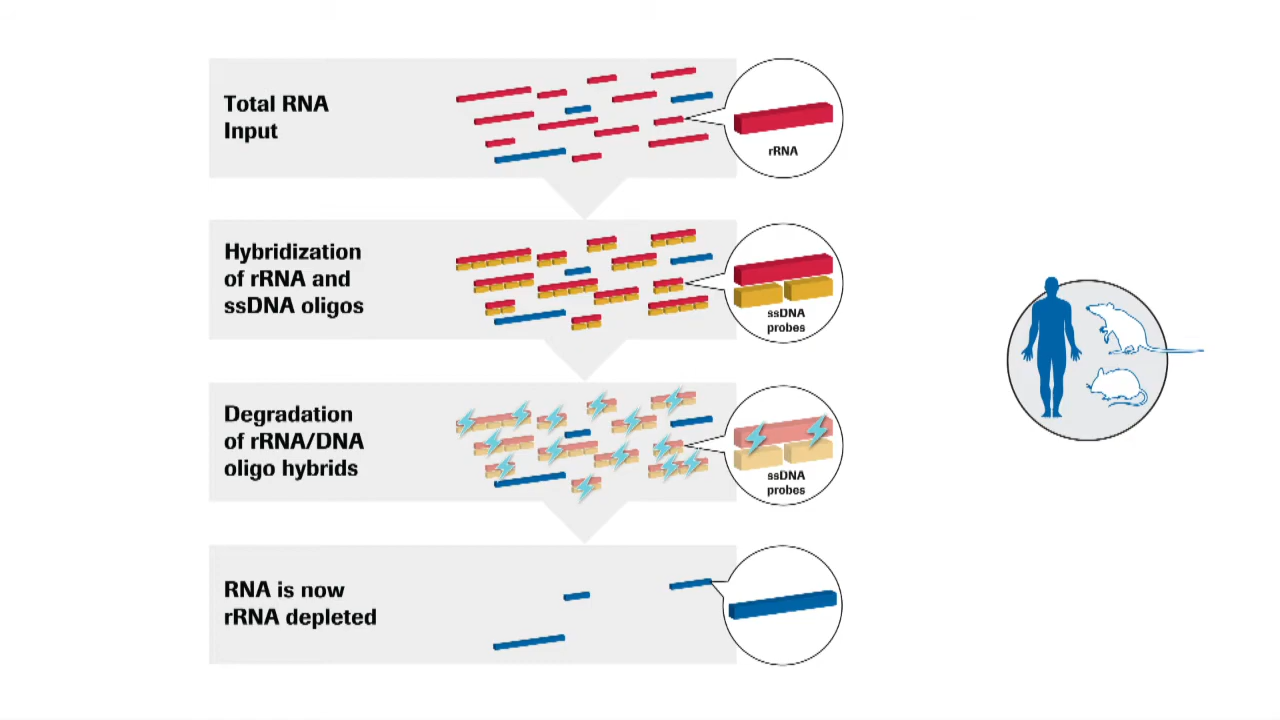 Total RNA
Input
rRNA
Hybridization
of rRNA and
ssDNA oligos
ssDNA
probes
Degradation
of rRNA/DNA
oligo hybrids
ssDNA
probes
RNA is now
rRNA depleted